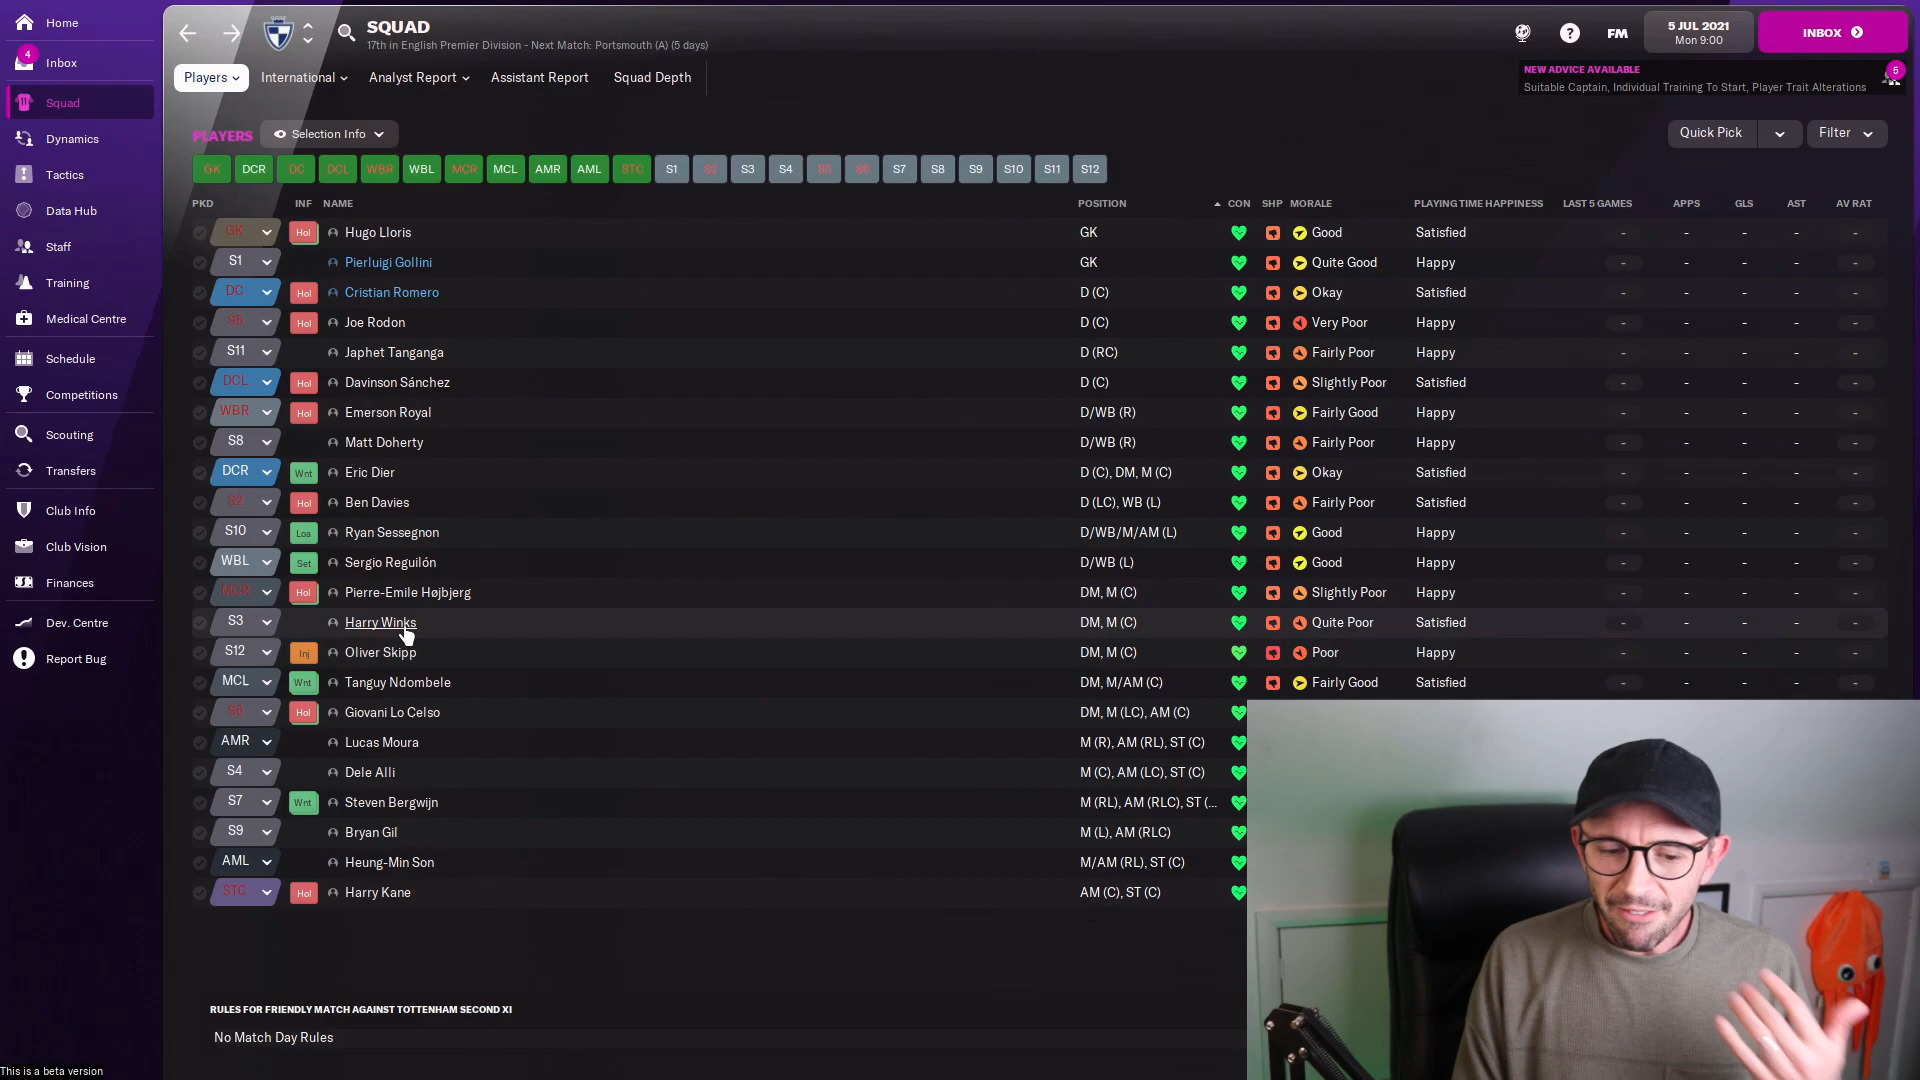 Home
4
Inbox
Squad
Dynamics
Tactics
Data Hub
Staff
Training
Medical Centre
Schedule
Competitions
Scouting
Transfers
Club Info
Club Vision
Finances
Dev. Centre
Report Bug
This is a beta version
SQUAD
17th in English Premier Division - Next Match: Portsmouth (A) (5 days)
? FM
5 JUL 2021
Mon 9:00
INBOX
Players International Analyst Report Assistant Report Squad Depth
NEW ADVICE AVAILABLE
5
Suitable Captain, Individual Training To Start, Player Trait Alterations
PLAYERS Selection Info Quick Pick Filter
GK DCR DC DCL WBR WBL MCR MCL AMR AML STC S1 S2 S3 S4 S5 S6 S7 S8 S9 S10 S11 S12
PKD INF NAME POSITION CON SHP MORALE PLAYING TIME HAPPINESS LAST 5 GAMES APPS GLS AST AV RAT
GK Hol Hugo Lloris GK Good Satisfied - - - - -
S1 Pierluigi Gollini GK Quite Good Happy - - - - -
DC Hol Cristian Romero D (C) Okay Satisfied - - - - -
S5 Hol Joe Rodon D (C) Very Poor Happy - - - - -
S11 Japhet Tanganga D (RC) Fairly Poor Happy - - - - -
DCL Hol Davinson Sánchez D (C) Slightly Poor Satisfied - - - - -
WBR Hol Emerson Royal D/WB (R) Fairly Good Happy - - - - -
S8 Matt Doherty D/WB (R) Fairly Poor Happy - - - - -
DCR Wnt Eric Dier D (C), DM, M (C) Okay Satisfied - - - - -
S2 Hol Ben Davies D (LC), WB (L) Fairly Poor Satisfied - - - - -
S10 Loa Ryan Sessegnon D/WB/M/AM (L) Good Happy - - - - -
WBL Set Sergio Reguilón D/WB (L) Good Happy - - - - -
MCR Hol Pierre-Emile Højbjerg DM, M (C) Slightly Poor Happy - - - - -
S3 Harry Winks DM, M (C) Quite Poor Satisfied - - - - -
S12 Inj Oliver Skipp DM, M (C) Poor Happy - - - - -
MCL Wnt Tanguy Ndombele DM, M/AM (C) Fairly Good Satisfied - - - - -
S6 Hol Giovani Lo Celso DM, M (LC), AM (C)
AMR Lucas Moura M (R), AM (RL), ST (C)
S4 Dele Alli M (C), AM (LC), ST (C)
S7 Wnt Steven Bergwijn M (RL), AM (RLC), ST (...
S9 Bryan Gil M (L), AM (RLC)
AML Heung-Min Son M/AM (RL), ST (C)
STC Hol Harry Kane AM (C), ST (C)
RULES FOR FRIENDLY MATCH AGAINST TOTTENHAM SECOND XI
No Match Day Rules